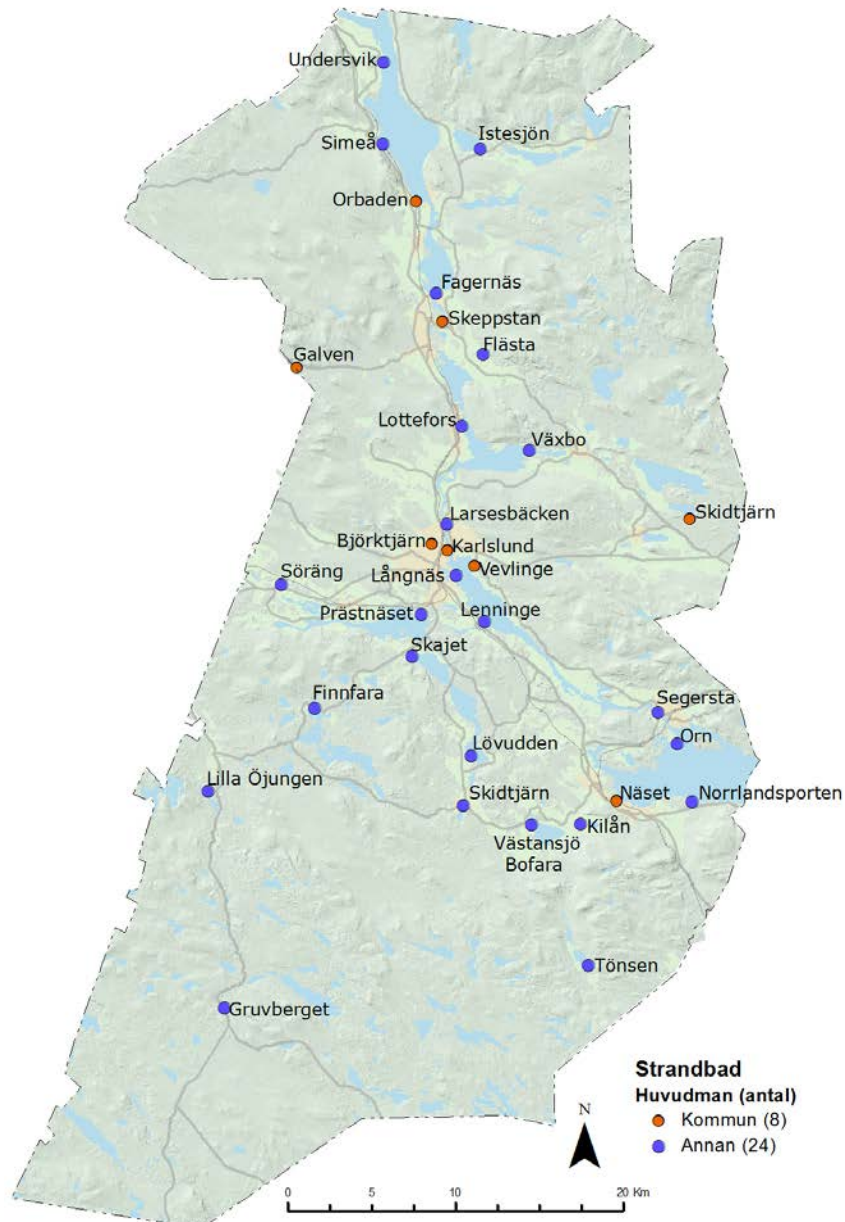 Undersvik
Istesjön
Simeå
Orbaden
Fagernäs
Skeppstan
Flästa
Galven
Lottefors
Växbo
Skidtjärn
Larsesbäcken
Björktjärn
Karlslund
Vevlinge
Långnäs
Söräng
Prästnäset
Lenninge
Skajet
Finnfara
Segersta
Orn
Lövudden
Lilla Öjungen
Skidtjärn
Näset
Norrlandsporten
Kilån
Västansjö
Bofara
Tönsen
Gruvberget
Strandbad
Huvudman (antal)
Kommun (8)
Annan (24)
N
0 5 10 20 Km